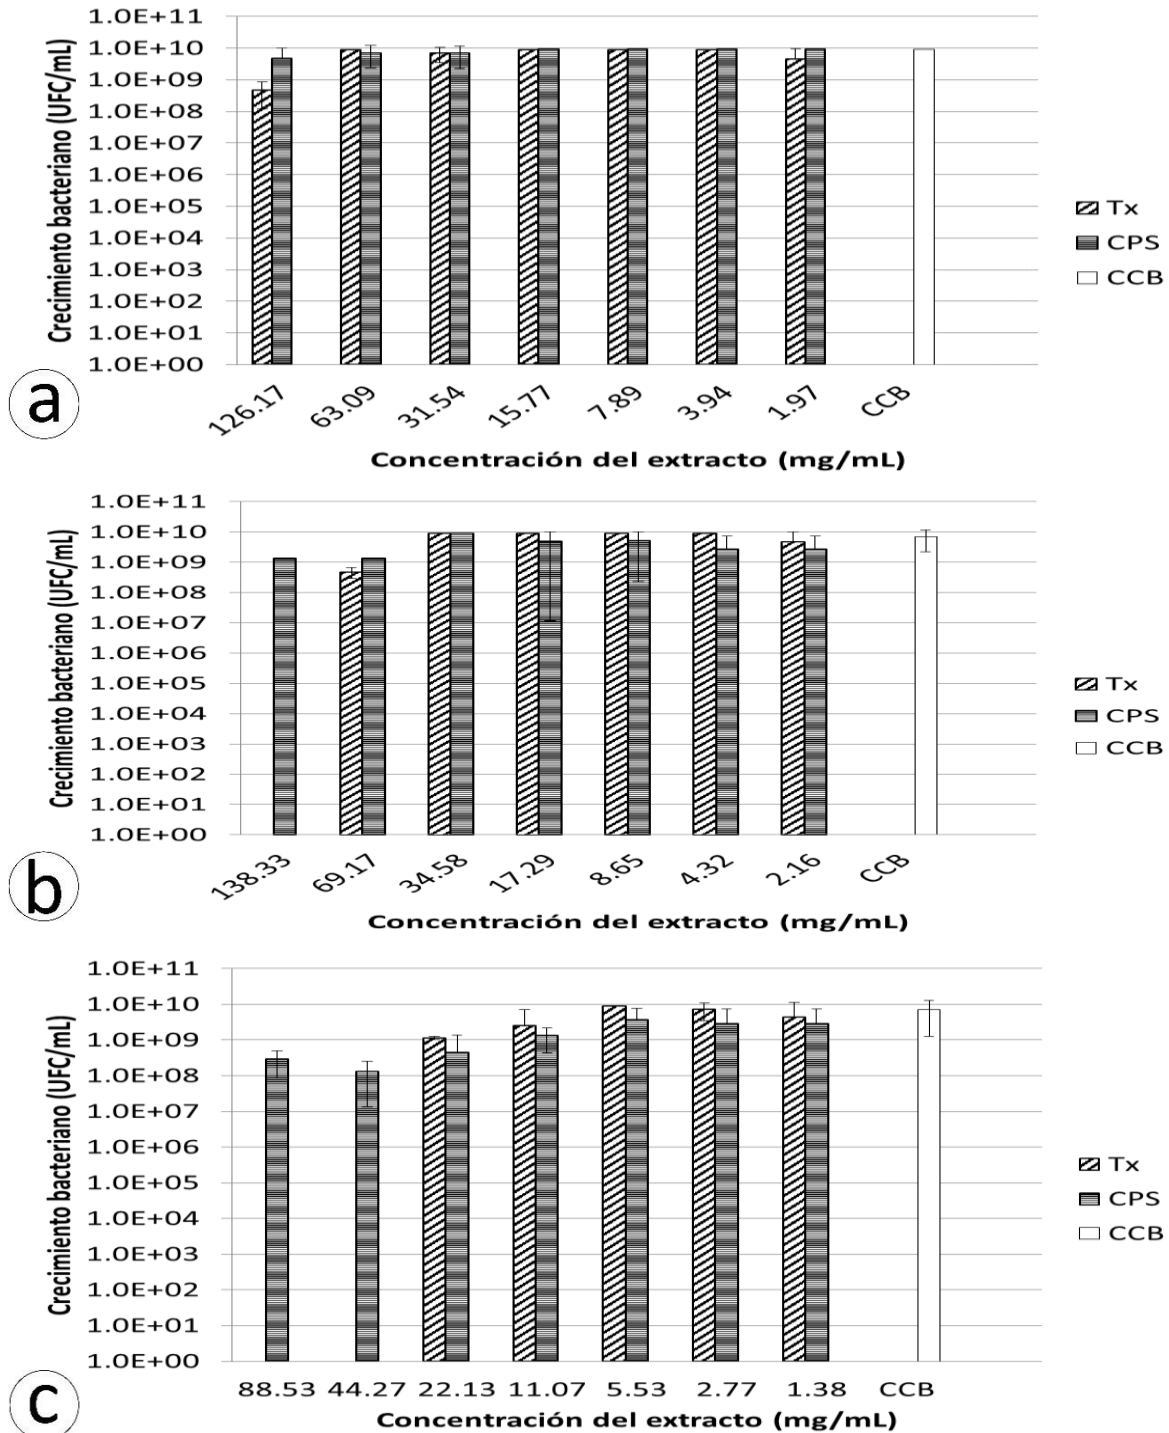 Crecimiento bacteriano (UFC/mL)
1.0E+11
1.0E+10
1.0E+09
1.0E+08
1.0E+07
1.0E+06
1.0E+05
1.0E+04
1.0E+03
1.0E+02
1.0E+01
1.0E+00
Tx
CPS
CCB
126.17 63.09 31.54 15.77 7.89 3.94 1.97 CCB
Concentración del extracto (mg/mL)
a
Crecimiento bacteriano (UFC/mL)
1.0E+11
1.0E+10
1.0E+09
1.0E+08
1.0E+07
1.0E+06
1.0E+05
1.0E+04
1.0E+03
1.0E+02
1.0E+01
1.0E+00
Tx
CPS
CCB
138.33 69.17 34.58 17.29 8.65 4.32 2.16 CCB
Concentración del extracto (mg/mL)
b
Crecimiento bacteriano (UFC/mL)
1.0E+11
1.0E+10
1.0E+09
1.0E+08
1.0E+07
1.0E+06
1.0E+05
1.0E+04
1.0E+03
1.0E+02
1.0E+01
1.0E+00
Tx
CPS
CCB
88.53 44.27 22.13 11.07 5.53 2.77 1.38 CCB
Concentración del extracto (mg/mL)
c